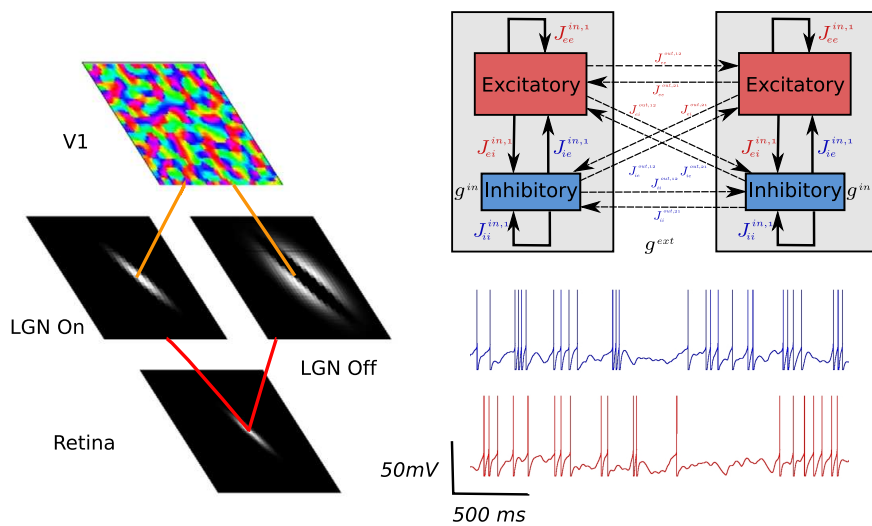 V1
LGN On
LGN Off
Retina
J_{ee}^{in,1}
J_{ee}^{in,1}
Excitatory
Excitatory
J_{ei}^{in,1}
J_{ie}^{in,1}
J_{ei}^{in,1}
J_{ie}^{in,1}
g^{in}
Inhibitory
Inhibitory
g^{in}
J_{ii}^{in,1}
J_{ii}^{in,1}
g^{ext}
50mV
500 ms